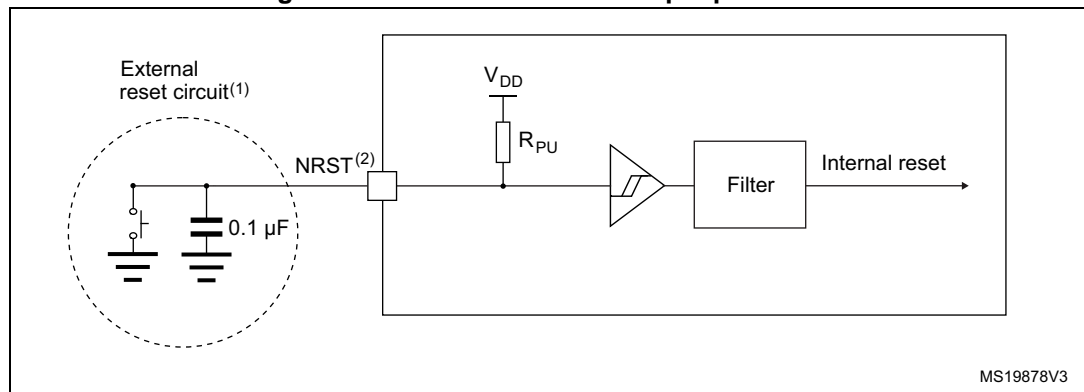 External
reset circuit(1)
VDD
RPU
NRST(2)
0.1 µF
Filter
Internal reset
MS19878V3